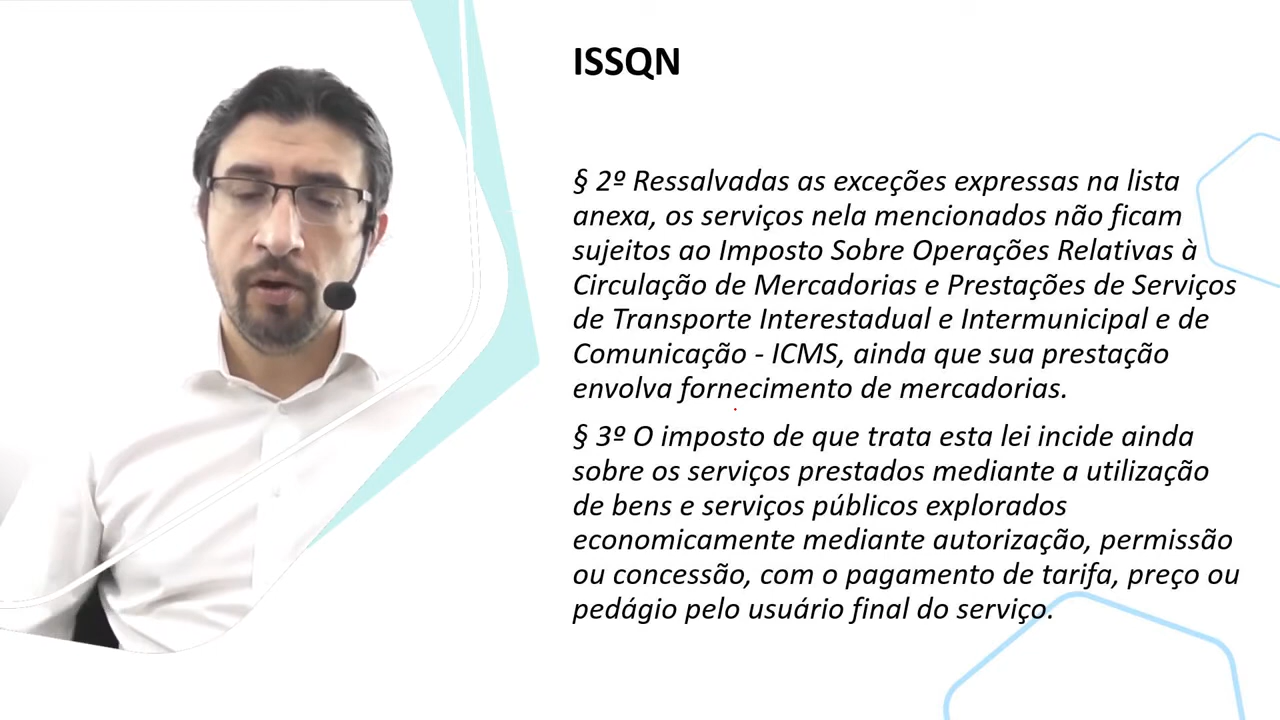 ISSQN
§ 2º Ressalvadas as exceções expressas na lista
anexa, os serviços nela mencionados não ficam
sujeitos ao Imposto Sobre Operações Relativas à
Circulação de Mercadorias e Prestações de Serviços
de Transporte Interestadual e Intermunicipal e de
Comunicação - ICMS, ainda que sua prestação
envolva fornecimento de mercadorias.
§ 3º O imposto de que trata esta lei incide ainda
sobre os serviços prestados mediante a utilização
de bens e serviços públicos explorados
economicamente mediante autorização, permissão
ou concessão, com o pagamento de tarifa, preço ou
pedágio pelo usuário final do serviço.